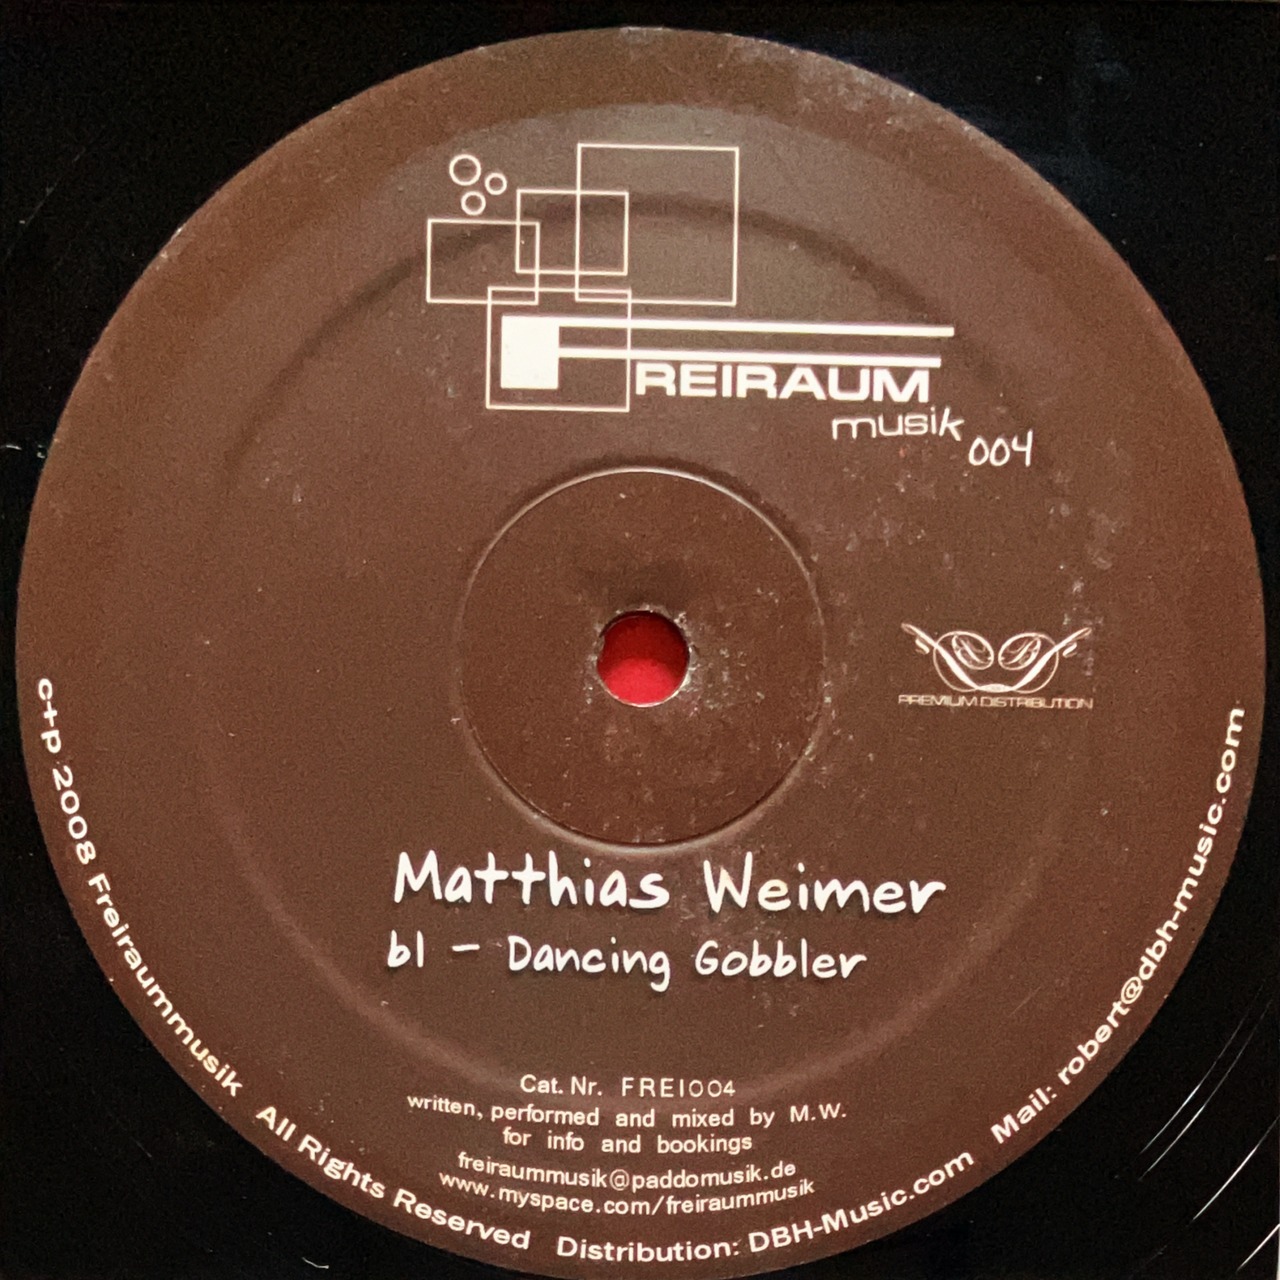 FREIRAUM
musik 004
PREMIUM DISTRIBUTION
Matthias Weimer
b1 - Dancing Gobbler
Cat. Nr. FREI004
written, performed and mixed by M.W.
for info and bookings
freiraummusik@paddomusik.de
www.myspace.com/freiraummusik
c+p 2008 Freiraummusik All Rights Reserved Distribution: DBH-Music.com Mail: robert@dbh-music.com